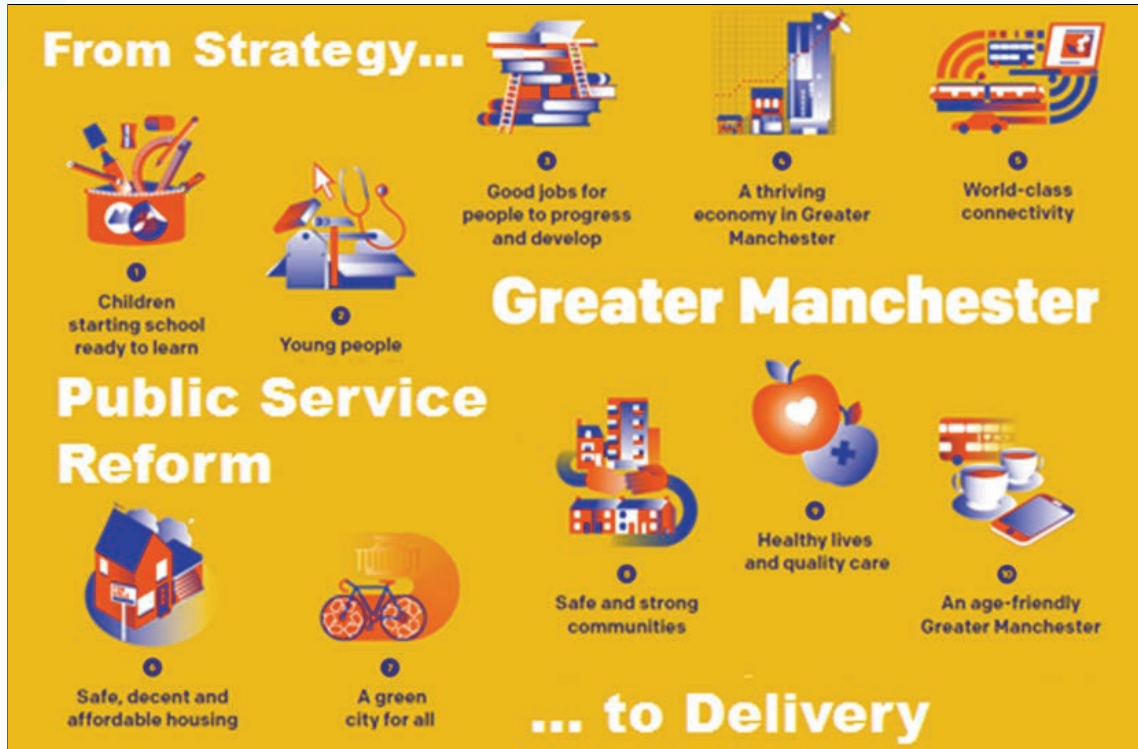 From Strategy...
1
Children
starting school
ready to learn
2
Young people
3
Good jobs for
people to progress
and develop
4
A thriving
economy in Greater
Manchester
5
World-class
connectivity
Greater Manchester
Public Service
Reform
6
Safe, decent and
affordable housing
7
A green
city for all
8
Safe and strong
communities
9
Healthy lives
and quality care
10
An age-friendly
Greater Manchester
... to Delivery